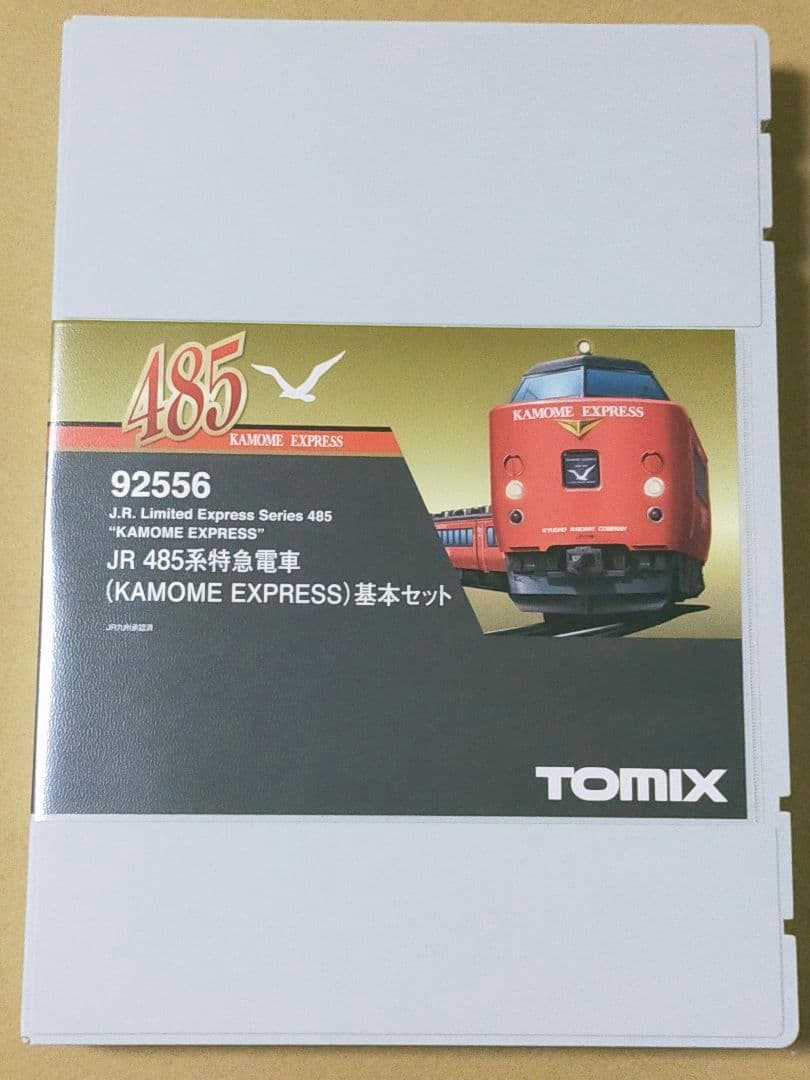 485
KAMOME EXPRESS
92556
J.R. Limited Express Series 485
"KAMOME EXPRESS"
JR 485系特急電車
(KAMOME EXPRESS)基本セット
JR九州承認済
KAMOME EXPRESS
KYUSHU RAILWAY COMPANY
TOMIX